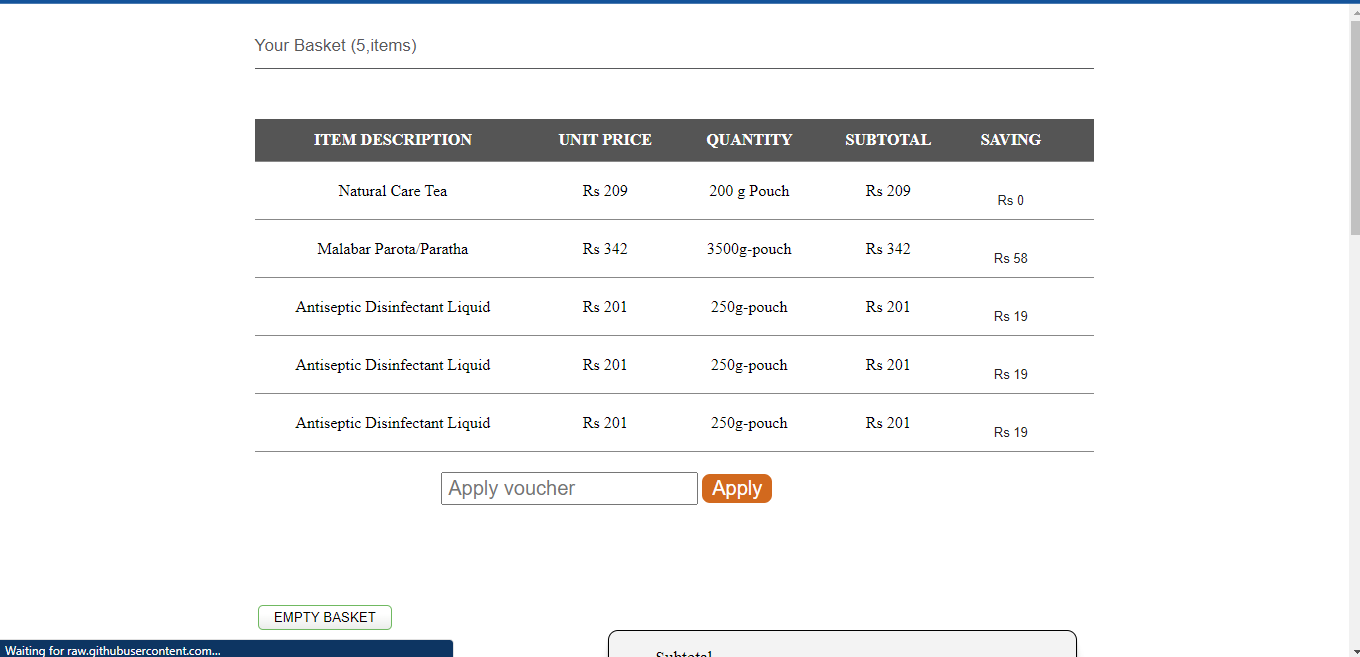 Your Basket (5,items)
ITEM DESCRIPTION UNIT PRICE QUANTITY SUBTOTAL SAVING
Natural Care Tea Rs 209 200 g Pouch Rs 209 Rs 0
Malabar Parota/Paratha Rs 342 3500g-pouch Rs 342 Rs 58
Antiseptic Disinfectant Liquid Rs 201 250g-pouch Rs 201 Rs 19
Antiseptic Disinfectant Liquid Rs 201 250g-pouch Rs 201 Rs 19
Antiseptic Disinfectant Liquid Rs 201 250g-pouch Rs 201 Rs 19
Apply voucher Apply
EMPTY BASKET
Subtotal
Waiting for raw.githubusercontent.com...